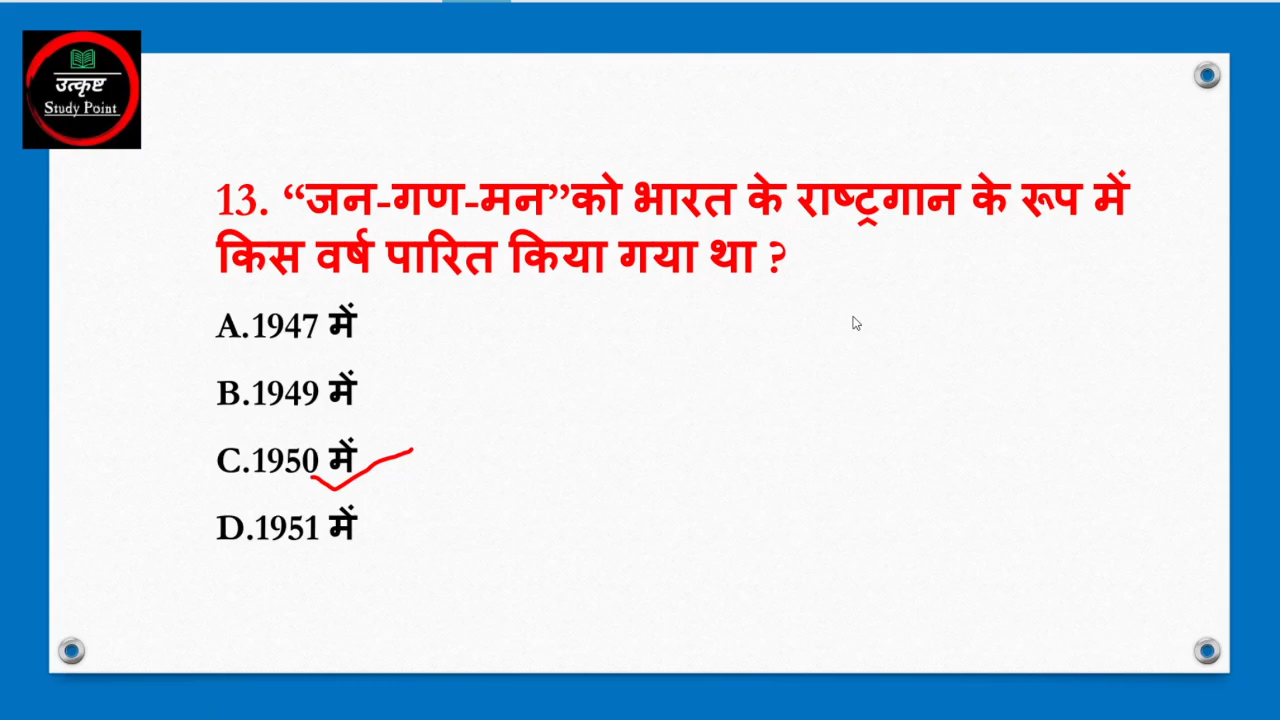 उत्कृष्ट
Study Point
13. “जन-गण-मन”को भारत के राष्ट्रगान के रूप में
किस वर्ष पारित किया गया था ?
A.1947 में
B.1949 में
C.1950 में
D.1951 में